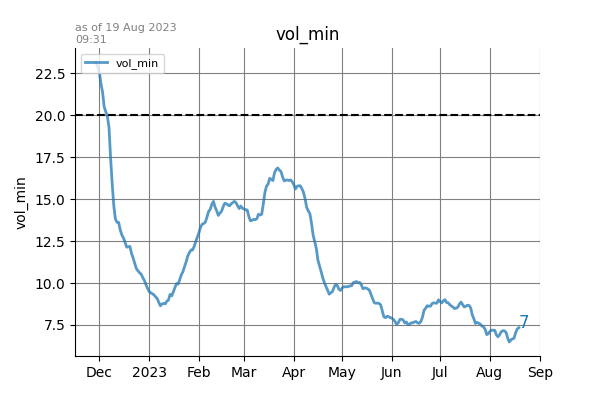 as of 19 Aug 2023
09:31
vol_min
vol_min
22.5
20.0
17.5
15.0
12.5
10.0
7.5
vol_min
7
Dec 2023 Feb Mar Apr May Jun Jul Aug Sep